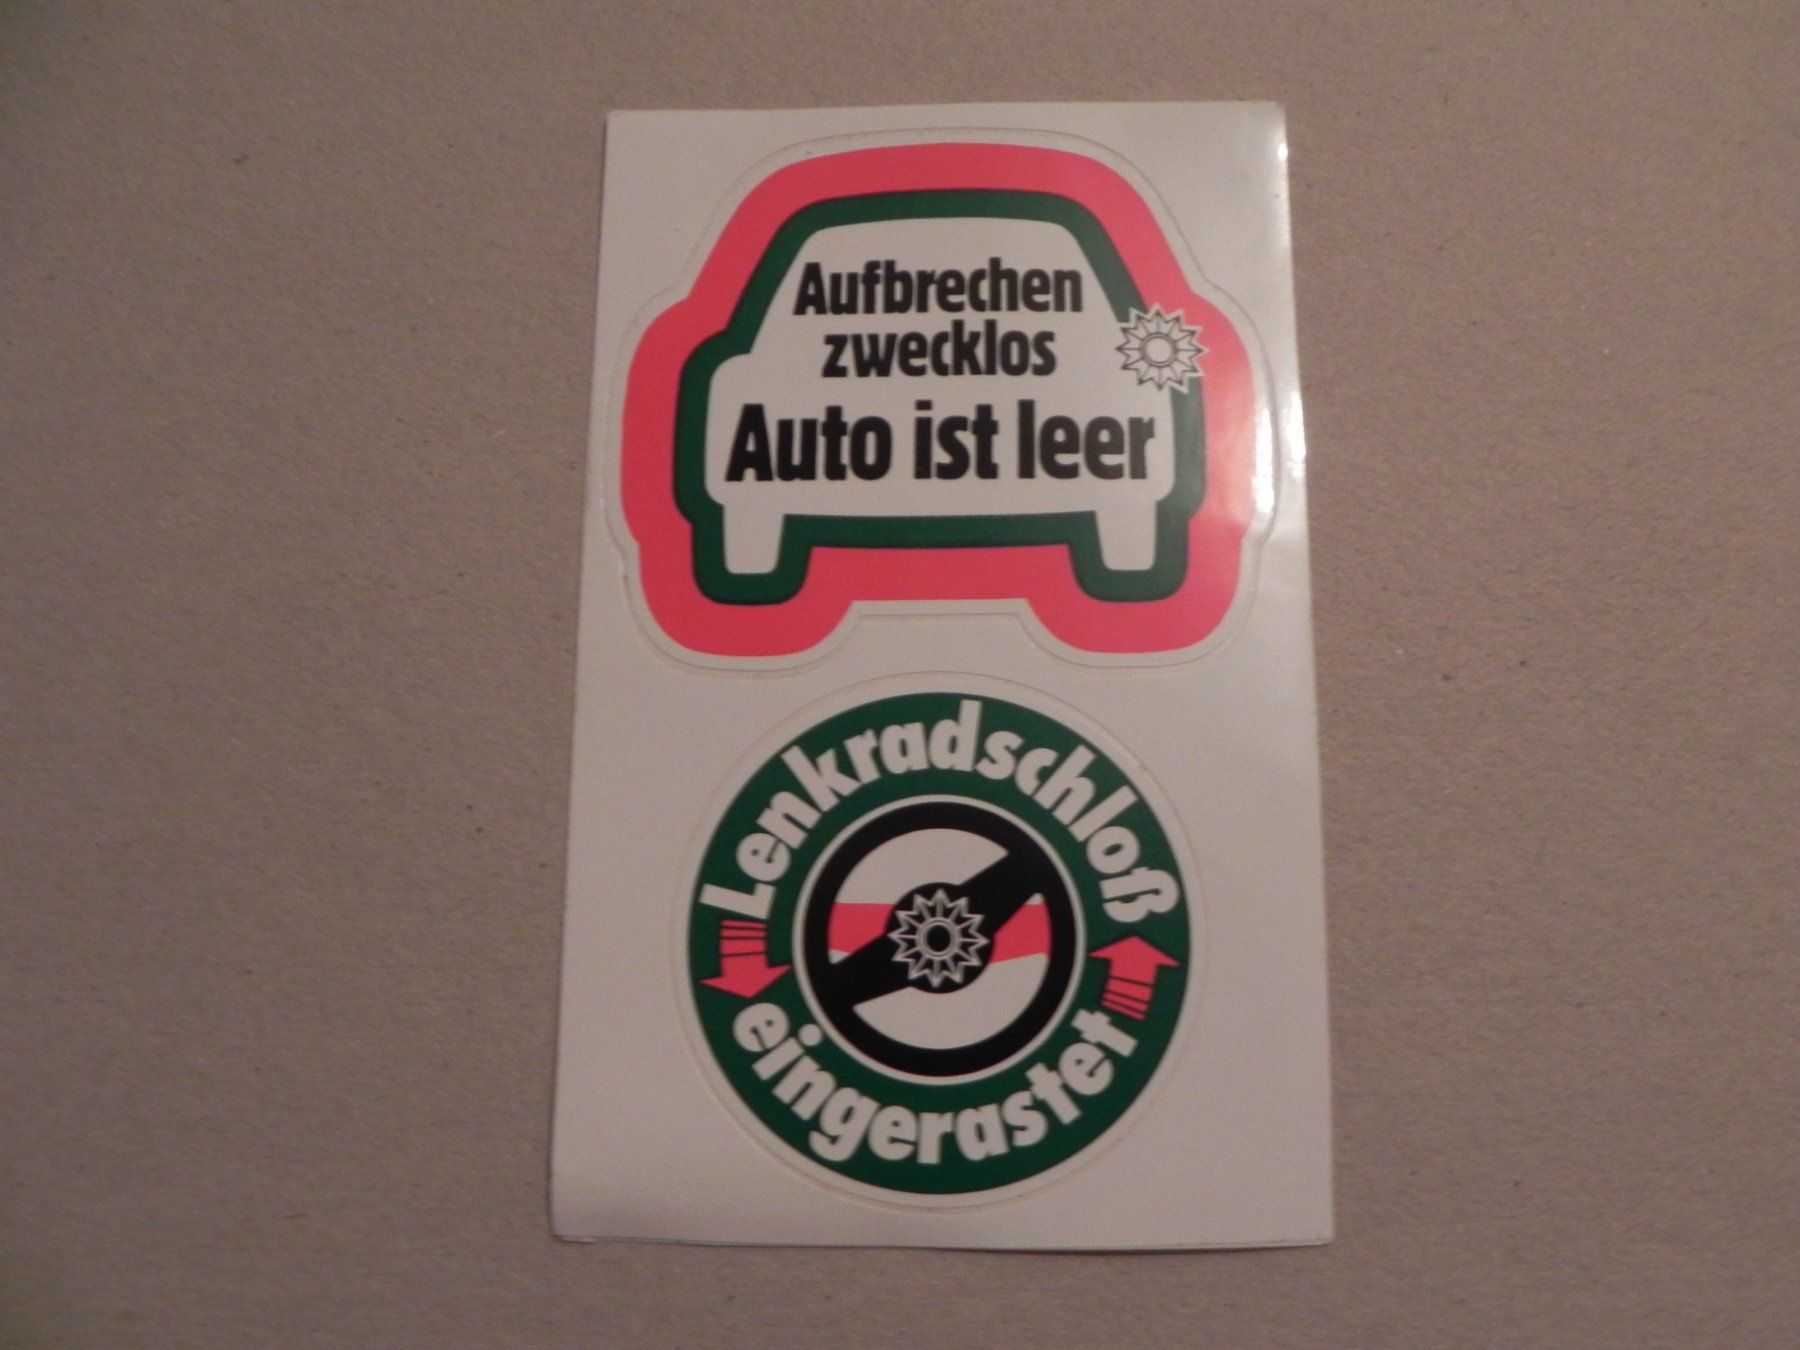 Aufbrechen
zwecklos
Auto ist leer
Lenkradschloß
eingerastet